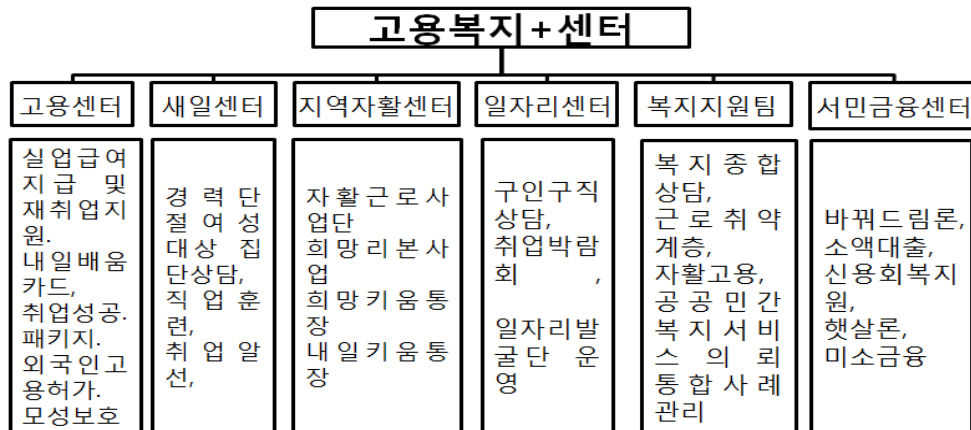 고용복지+센터
고용센터
새일센터
지역자활센터
일자리센터
복지지원팀
서민금융센터
실업급여
지급 및
재취업지
원.
내일배움
카드,
취업성공.
패키지.
외국인고
용허가.
모성보호
경력단
절여성
대상 집
단상담,
직업훈
련,
취업알
선,
자활근로사
업단
희망리본사
업
희망키움통
장
내일키움통
장
구인구직
상담,
취업박람
회 ,
일자리발
굴단 운
영
복지종합
상담,
근로취약
계층,
자활고용,
공공민간
복지서비
스의뢰
통합사례
관리
바꿔드림론,
소액대출,
신용회복지
원,
햇살론,
미소금융